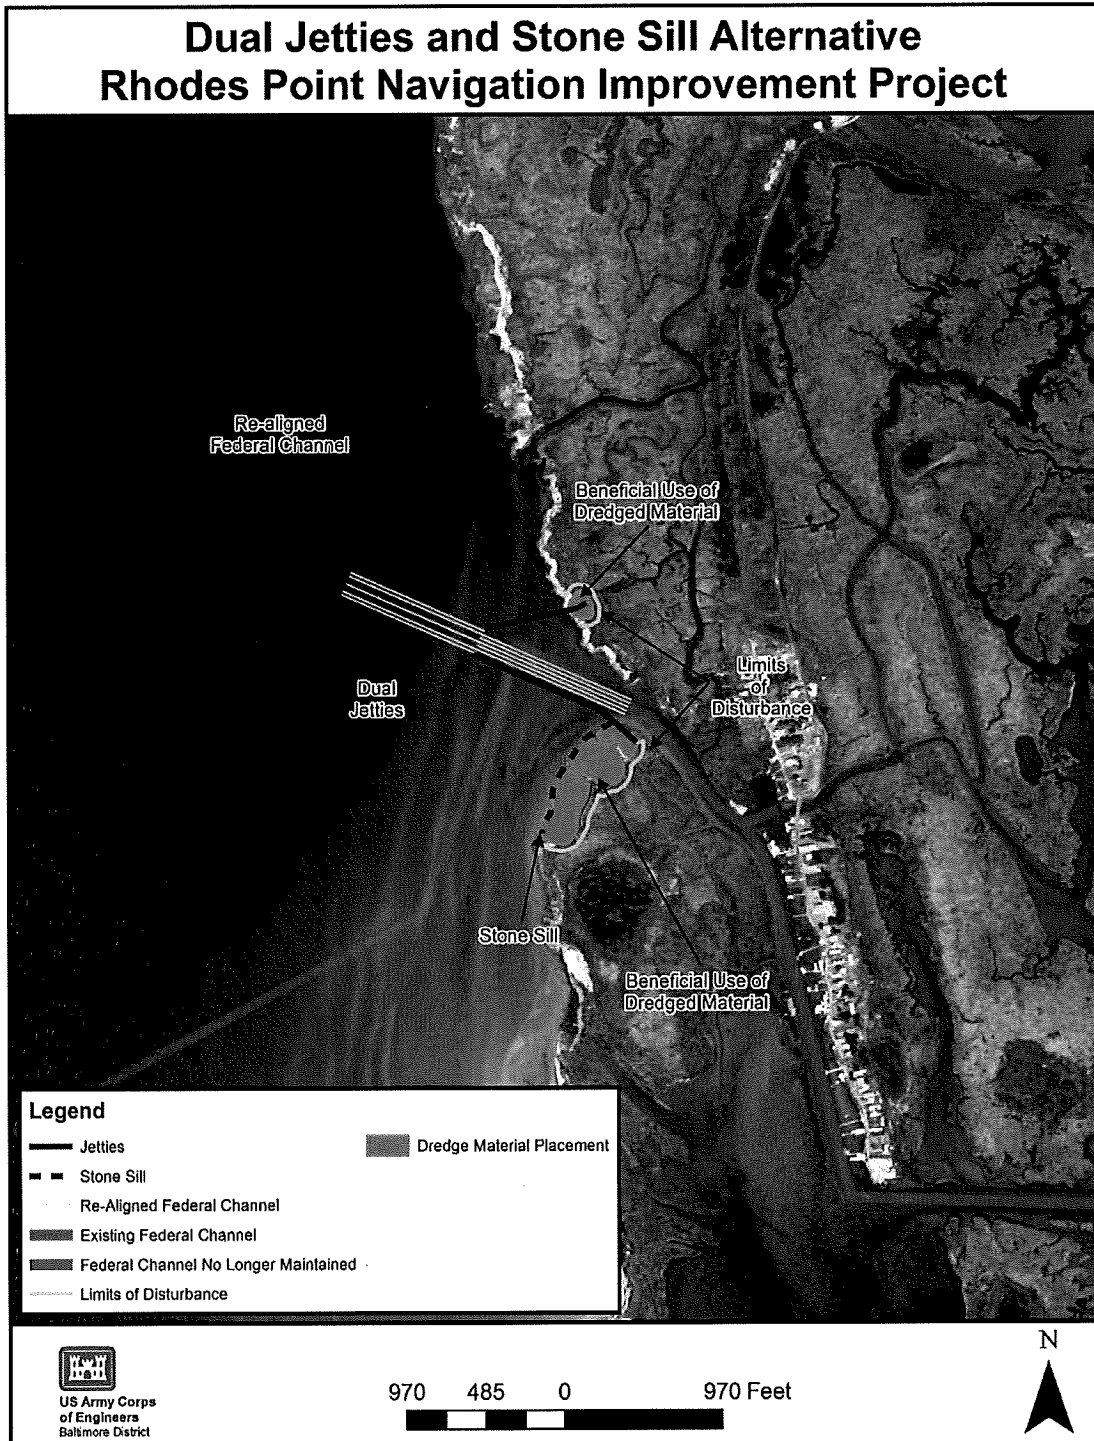 Dual Jetties and Stone Sill Alternative
Rhodes Point Navigation Improvement Project
Re-aligned
Federal Channel
Beneficial Use of
Dredged Material
Limits
of
Disturbance
Dual
Jetties
Stone Sill
Beneficial Use of
Dredged Material
Legend
Jetties
Dredge Material Placement
Stone Sill
Re-Aligned Federal Channel
Existing Federal Channel
Federal Channel No Longer Maintained
Limits of Disturbance
US Army Corps
of Engineers
Baltimore District
970 485 0 970 Feet
N